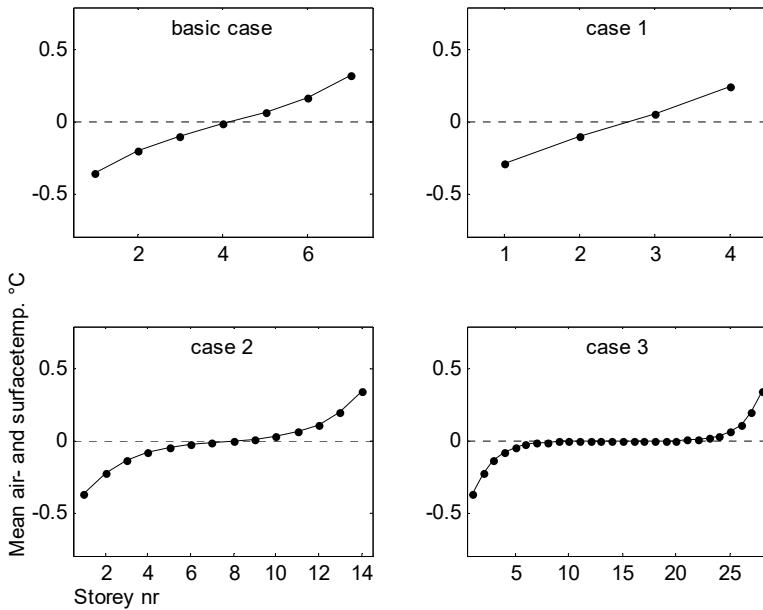 basic case
0.5
0
-0.5
2 4 6
case 1
0.5
0
-0.5
1 2 3 4
Mean air- and surfacetemp. °C
case 2
0.5
0
-0.5
2 4 6 8 10 12 14
Storey nr
case 3
0.5
0
-0.5
5 10 15 20 25